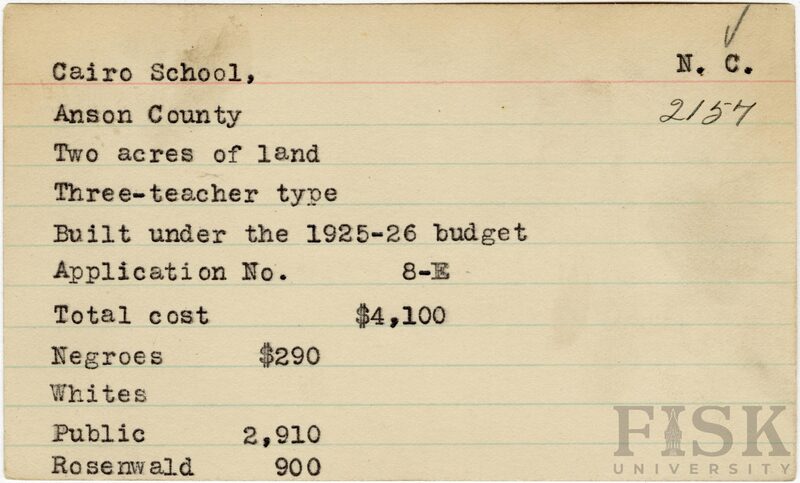 Cairo School, N. C.
Anson County 2157
Two acres of land
Three-teacher type
Built under the 1925-26 budget
Application No. 8-E
Total cost $4,100
Negroes $290
Whites
Public 2,910
Rosenwald 900
FISK
UNIVERSITY